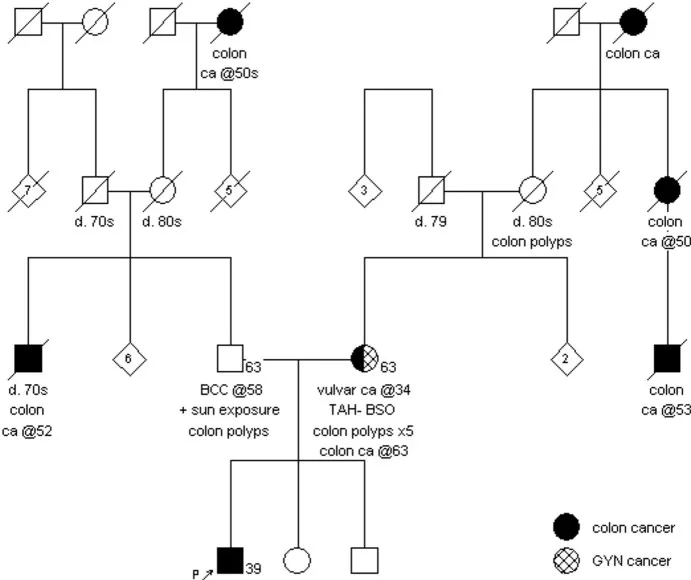 colon
ca @50s
colon ca
7
5
3
5
d. 70s
d. 80s
d. 79
d. 80s
colon polyps
colon
ca @50
6
63
63
2
d. 70s
colon
ca @52
BCC @58
+ sun exposure
colon polyps
vulvar ca @34
TAH- BSO
colon polyps x5
colon ca @63
colon
ca @53
P
39
colon cancer
GYN cancer